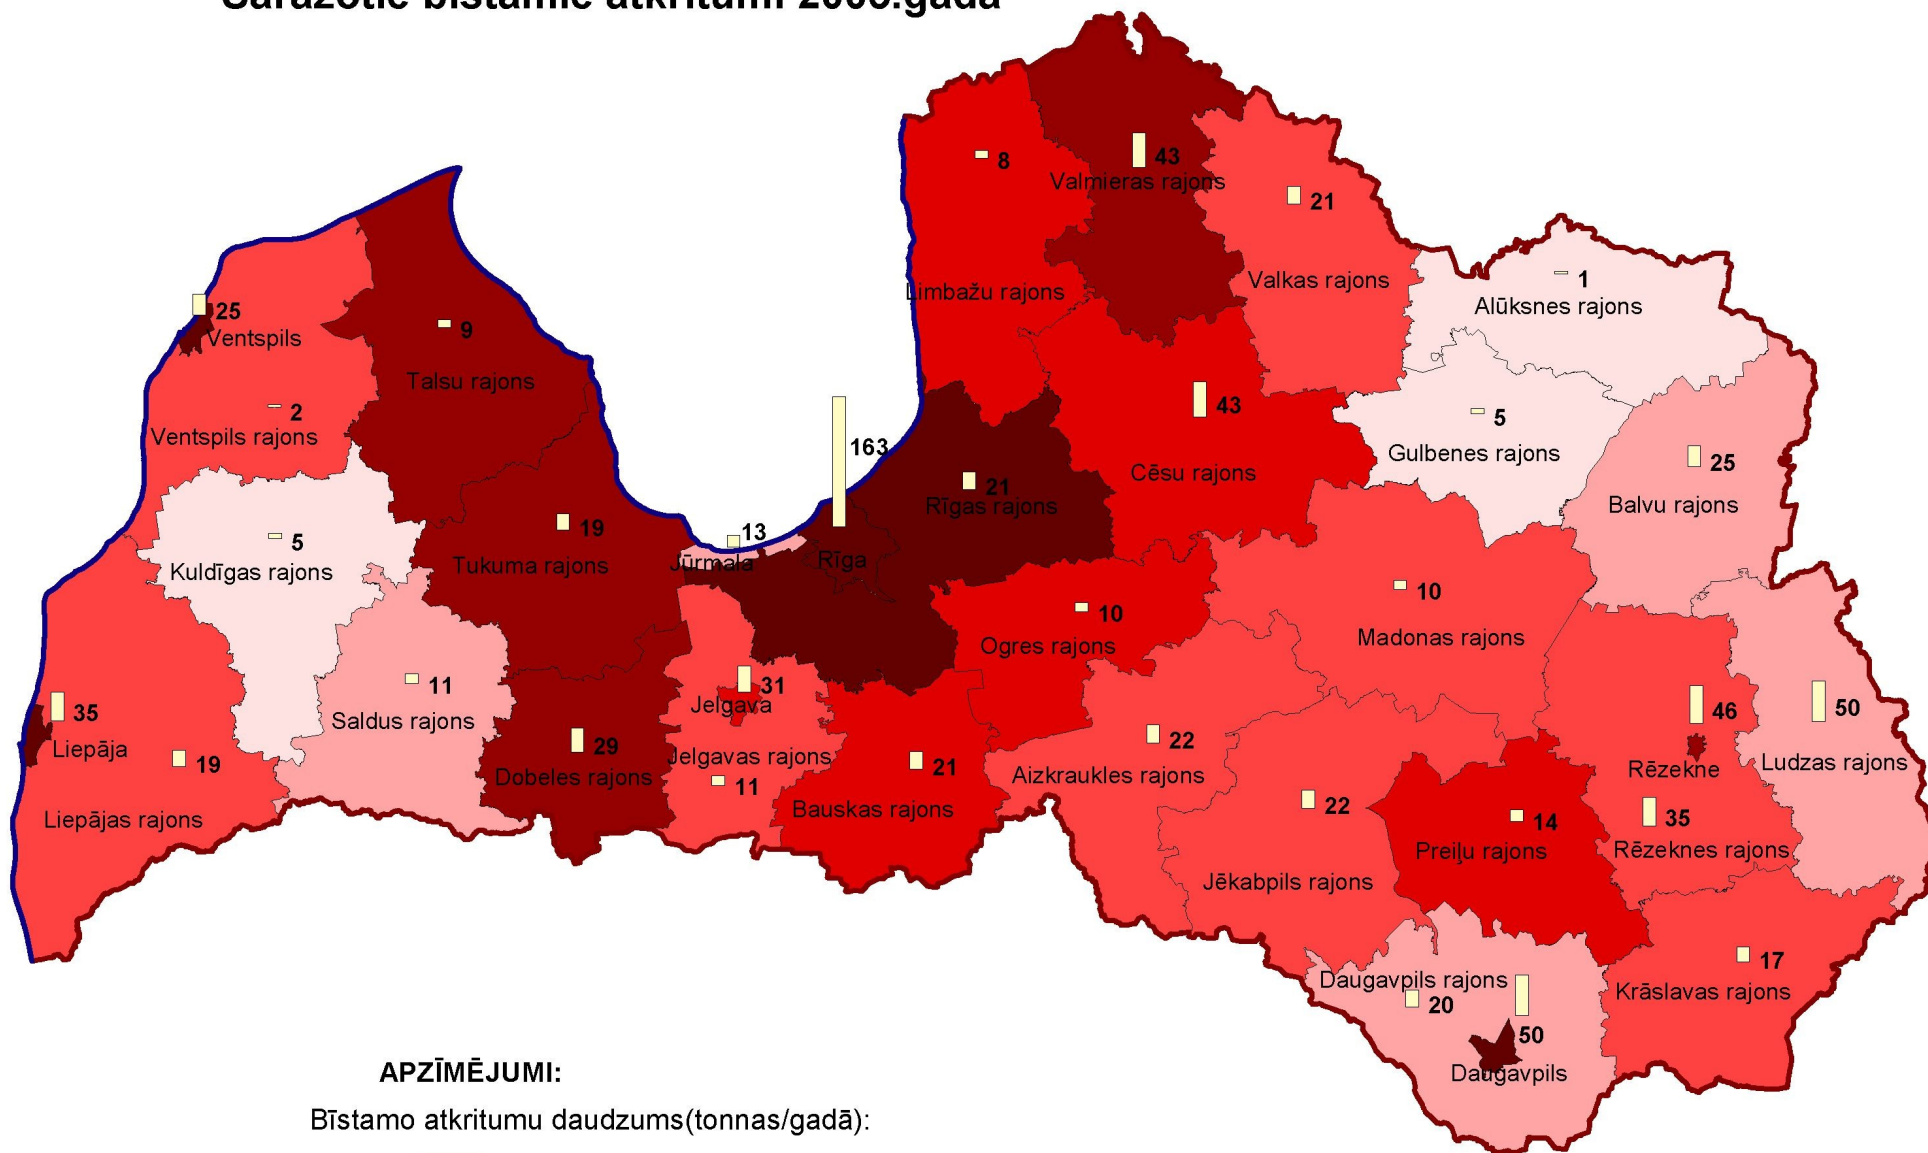 8
43
Valmieras rajons
21
Valkas rajons
Limbažu rajons
1
Alūksnes rajons
25
Ventspils
9
Talsu rajons
2
Ventspils rajons
163
43
Cēsu rajons
5
Gulbenes rajons
25
Balvu rajons
21
Rīgas rajons
19
Tukuma rajons
13
Jūrmala
Rīga
5
Kuldīgas rajons
10
Ogres rajons
10
Madonas rajons
11
Saldus rajons
31
Jelgava
35
Liepāja
19
Liepājas rajons
29
Dobeles rajons
Jelgavas rajons
11
21
Bauskas rajons
22
Aizkraukles rajons
46
Rēzekne
50
Ludzas rajons
22
Jēkabpils rajons
14
Preiļu rajons
35
Rēzeknes rajons
17
Krāslavas rajons
Daugavpils rajons
20
50
Daugavpils
APZĪMĒJUMI:
Bīstamo atkritumu daudzums(tonnas/gadā):